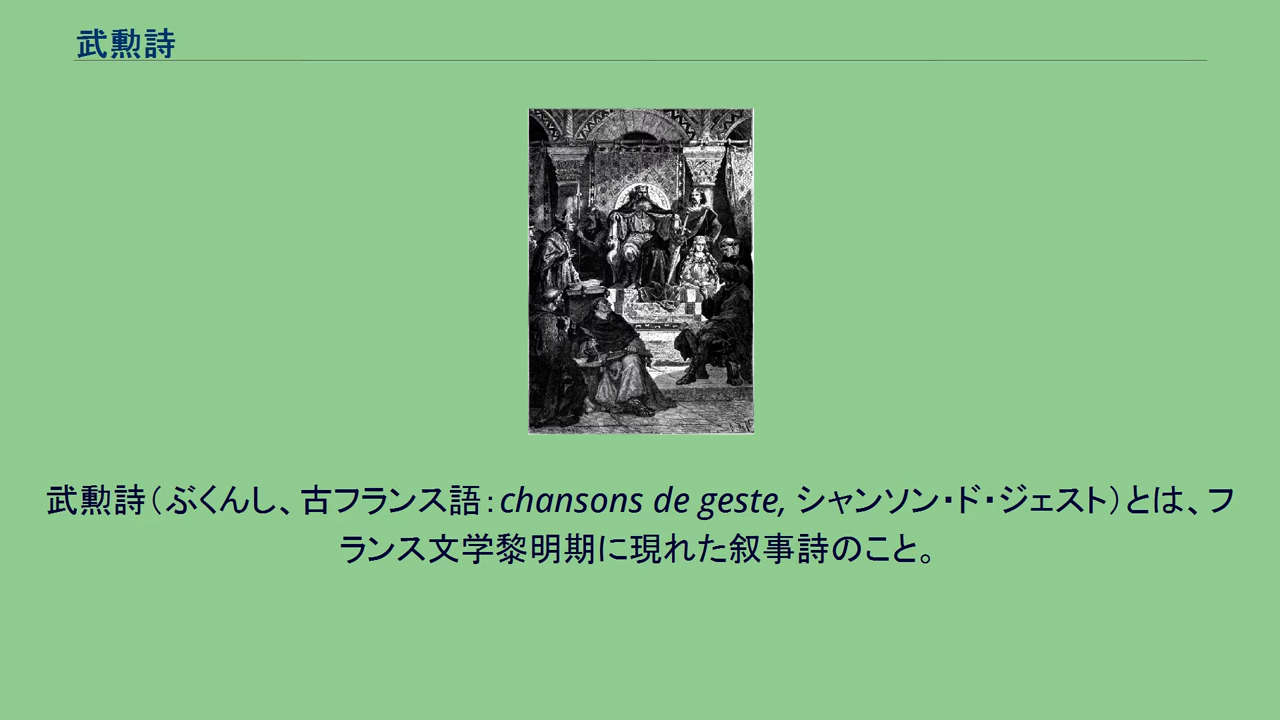 武勲詩
武勲詩（ぶくんし、古フランス語：chansons de geste, シャンソン・ド・ジェスト）とは、フ
ランス文学黎明期に現れた叙事詩のこと。